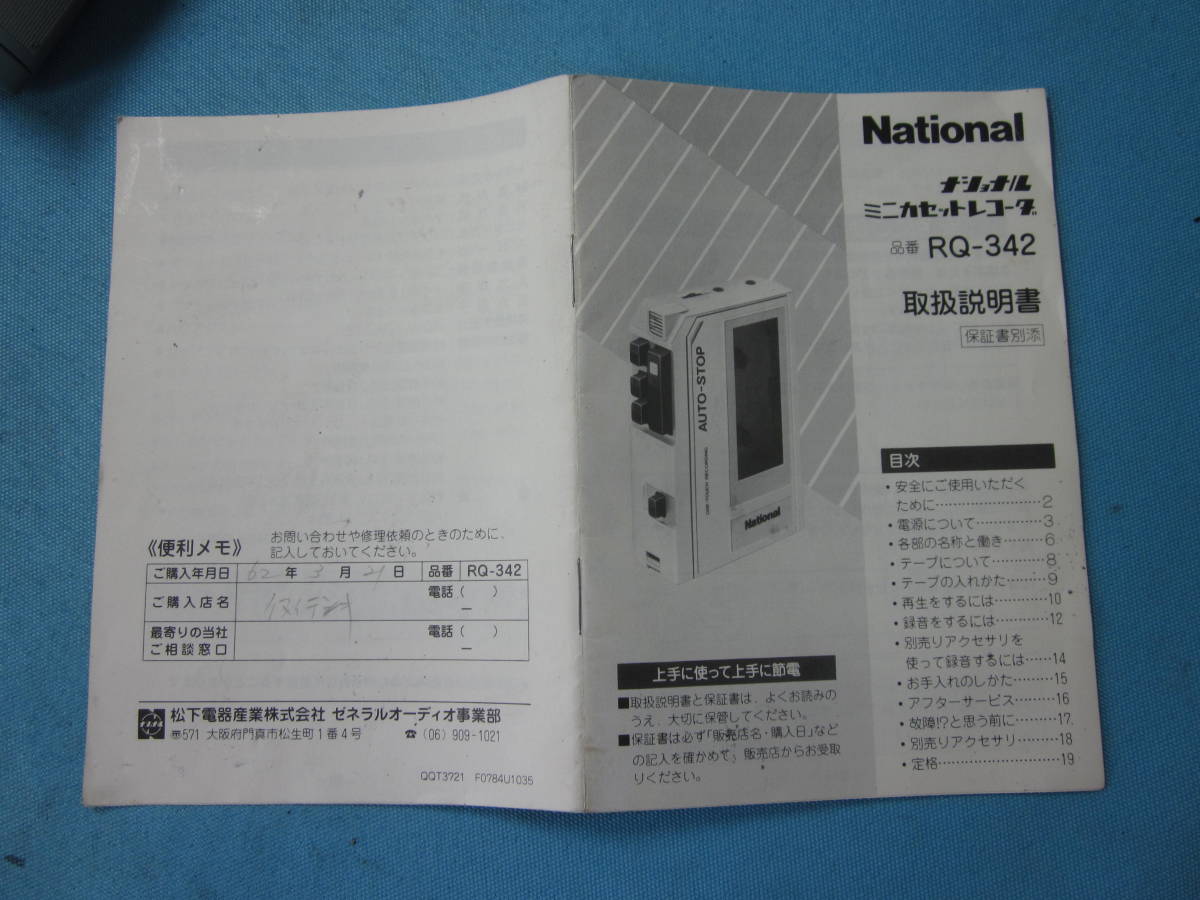 《便利メモ》
お問い合わせや修理依頼のときのために、
記入しておいてください。
ご購入年月日 62 年 3 月 21 日 品番 RQ-342
ご購入店名 電話( ) ー
最寄りの当社
ご相談窓口 電話( ) ー
松下電器産業株式会社 ゼネラルオーディオ事業部
〒571 大阪府門真市松生町1番4号 ☎(06)909-1021
QQT3721 F0784U1035
National
ナショナル
ミニカセットレコーダ
品番 RQ-342
取扱説明書
保証書別添
AUTO-STOP
ONE-TOUCH RECORDING
National
目次
・安全にご使用いただく
ために……………………2
・電源について……………3
・各部の名称と働き………6
・テープについて…………8
・テープの入れかた………9
・再生をするには…………10
・録音をするには…………12
・別売りアクセサリを
使って録音するには……14
・お手入れのしかた………15
・アフターサービス………16
・故障!?と思う前に………17
・別売りアクセサリ………18
・定格………………………19
上手に使って上手に節電
■取扱説明書と保証書は、よくお読みの
うえ、大切に保管してください。
■保証書は必ず「販売店名・購入日」など
の記入を確かめて、販売店からお受取
りください。